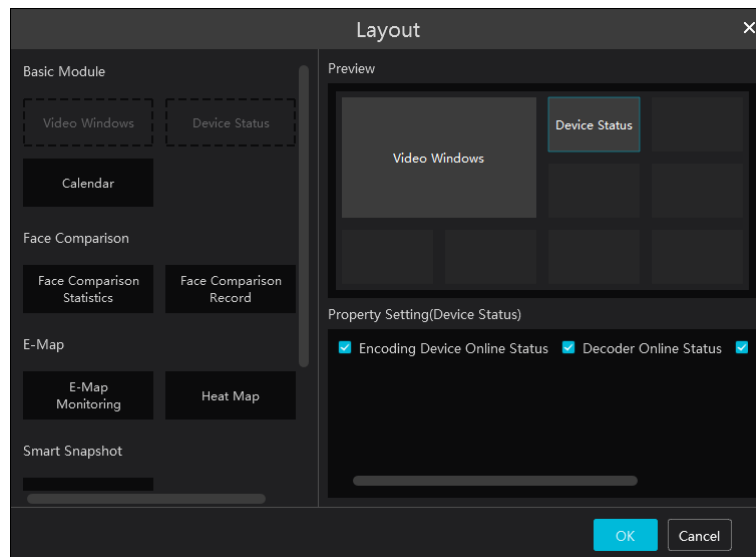 Layout
Basic Module
Video Windows
Device Status
Calendar
Face Comparison
Face Comparison
Statistics
Face Comparison
Record
E-Map
E-Map
Monitoring
Heat Map
Smart Snapshot
Preview
Video Windows
Device Status
Property Setting(Device Status)
Encoding Device Online Status
Decoder Online Status
OK
Cancel